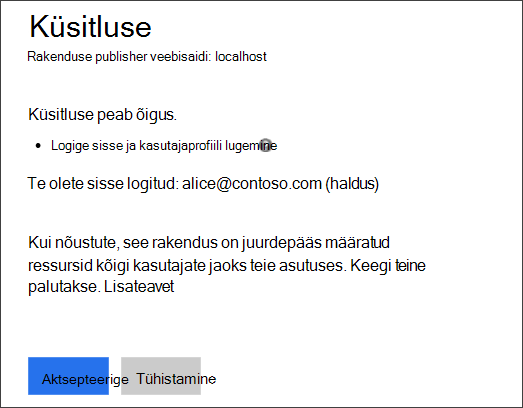 Küsitluse
Rakenduse publisher veebisaidi: localhost
Küsitluse peab õigus.
• Logige sisse ja kasutajaprofiili lugemine
Te olete sisse logitud: alice@contoso.com (haldus)
Kui nõustute, see rakendus on juurdepääs määratud
ressursid kõigi kasutajate jaoks teie asutuses. Keegi teine
palutakse. Lisateavet
Aktsepteerige Tühistamine